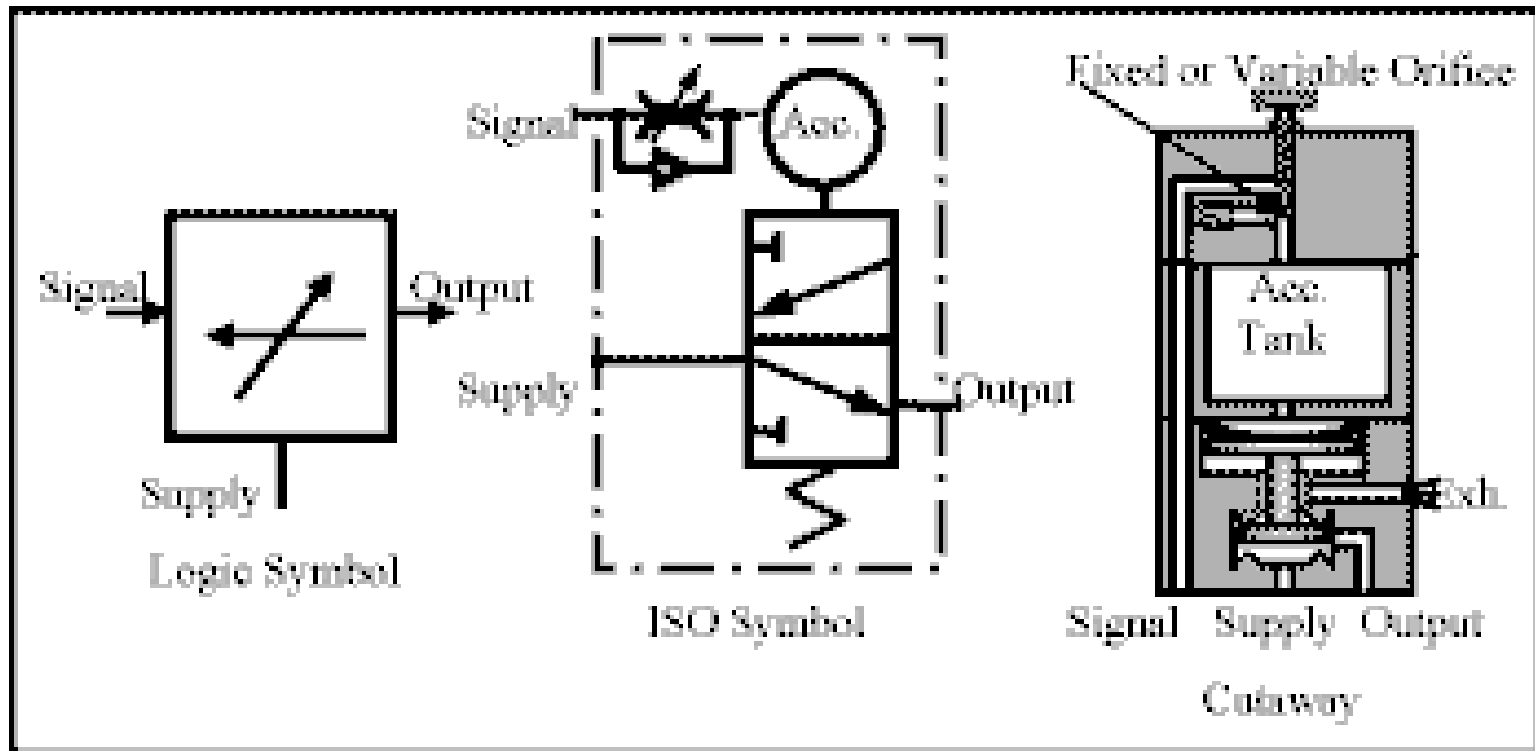 Signal
Output
Supply
Logic Symbol
Signal
Acc.
Supply
Output
ISO Symbol
Fixed or Variable Orifice
Acc.
Tank
Exh.
Signal Supply Output
Cutaway